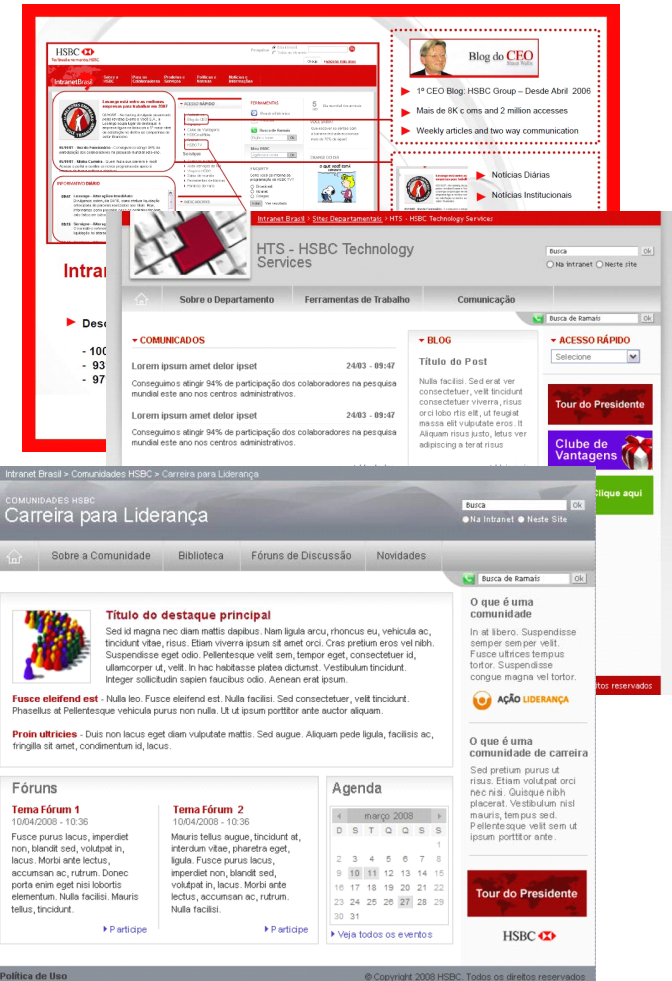 HSBC
IntranetBrasil
Blog do CEO
1º CEO Blog: HSBC Group – Desde Abril 2006
Mais de 8K c oms and 2 million accesses
Weekly articles and two way communication
ACESSO RÁPIDO
FERRAMENTAS
INFORMATIVO DIÁRIO
Notícias Diárias
Notícias Institucionais
Intra
Desc
- 100
- 93
- 97
Intranet Brasil > Sites Departamentais > HTS - HSBC Technology Services
HTS - HSBC Technology
Services
Busca Ok
Na intranet Neste site
Sobre o Departamento Ferramentas de Trabalho Comunicação
Busca de Ramais Ok
COMUNICADOS
Lorem ipsum amet delor ipset 24/03 - 09:47
Conseguimos atingir 94% de participação dos colaboradores na pesquisa
mundial este ano nos centros administrativos.
Lorem ipsum amet delor ipset 24/03 - 09:47
Conseguimos atingir 94% de participação dos colaboradores na pesquisa
mundial este ano nos centros administrativos.
BLOG
Título do Post
Nulla facilisi. Sed erat ver
consectetuer, velit tincidunt
consectetuer viverra, risus
orci lobo rtis elit, ut feugiat
massa elit vulputate eros. It
Aliquam risus justo, letus ver
adipiscing a terat risus
ACESSO RÁPIDO
Selecione
Tour do Presidente
Clube de
Vantagens
Clique aqui
itos reservados
Intranet Brasil > Comunidades HSBC > Carreira para Liderança
COMUNIDADES HSBC
Carreira para Liderança
Busca Ok
Na Intranet Neste Site
Sobre a Comunidade Biblioteca Fóruns de Discussão Novidades
Busca de Ramais Ok
Título do destaque principal
Sed id magna nec diam mattis dapibus. Nam ligula arcu, rhoncus eu, vehicula ac,
tincidunt vitae, risus. Etiam viverra ipsum sit amet orci. Cras pretium eros vel nibh.
Suspendisse eget odio. Pellentesque velit sem, tempor eget, consectetuer id,
ullamcorper ut, velit. In hac habitasse platea dictumst. Vestibulum tincidunt.
Integer sollicitudin sapien faucibus odio. Aenean erat ipsum.
Fusce eleifend est - Nulla leo. Fusce eleifend est. Nulla facilisi. Sed consectetuer, velit tincidunt.
Phasellus at Pellentesque vehicula purus non nulla. Ut ut ipsum porttitor ante auctor aliquam.
Proin ultricies - Duis non lacus eget diam vulputate mattis. Sed augue. Aliquam pede ligula, facilisis ac,
fringilla sit amet, condimentum id, lacus.
O que é uma
comunidade
In at libero. Suspendisse
semper semper velit.
Fusce ultrices tempus
tortor. Suspendisse
congue magna vel tortor.
AÇÃO LIDERANÇA
O que é uma
comunidade de carreira
Sed pretium purus ut
risus. Etiam volutpat orci
nec nisi. Quisque nibh
placerat. Vestibulum nisl
mauris, tempus sed.
Pellentesque velit sem ut
ipsum porttitor ante.
Tour do Presidente
HSBC
Fóruns
Tema Fórum 1
10/04/2008 - 10:36
Fusce purus lacus, imperdiet
non, blandit sed, volutpat in,
lacus. Morbi ante lectus,
accumsan ac, rutrum. Donec
porta enim eget nisi lobortis
elementum. Nulla facilisi. Mauris
tellus, tincidunt.
Participe
Tema Fórum 2
10/04/2008 - 10:36
Mauris tellus augue, tincidunt at,
interdum vitae, pharetra eget,
ligula. Fusce purus lacus,
imperdiet non, blandit sed,
volutpat in, lacus. Morbi ante
lectus, accumsan ac, rutrum.
Nulla facilisi.
Participe
Agenda
março 2008
D S T Q Q S S
1
2 3 4 5 6 7 8
9 10 11 12 13 14 15
16 17 18 19 20 21 22
23 24 25 26 27 28 29
30 31
Veja todos os eventos
Política de Uso © Copyright 2008 HSBC. Todos os direitos reservados